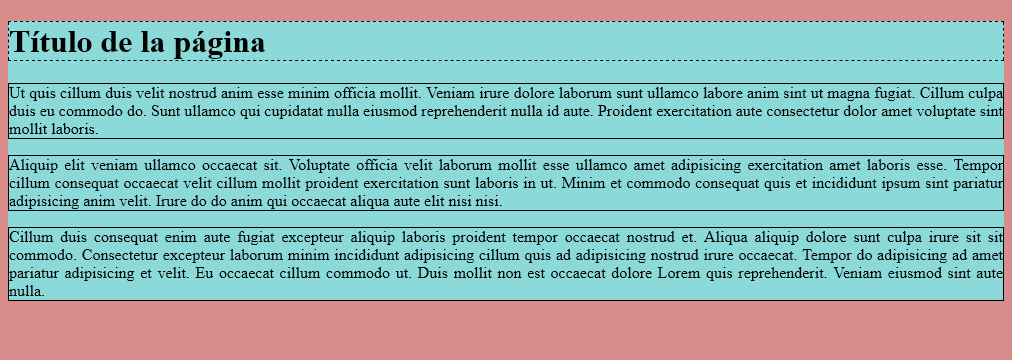 Título de la página
Ut quis cillum duis velit nostrud anim esse minim officia mollit. Veniam irure dolore laborum sunt ullamco labore anim sint ut magna fugiat. Cillum culpa
duis eu commodo do. Sunt ullamco qui cupidatat nulla eiusmod reprehenderit nulla id aute. Proident exercitation aute consectetur dolor amet voluptate sint
mollit laboris.
Aliquip elit veniam ullamco occaecat sit. Voluptate officia velit laborum mollit esse ullamco amet adipisicing exercitation amet laboris esse. Tempor
cillum consequat occaecat velit cillum mollit proident exercitation sunt laboris in ut. Minim et commodo consequat quis et incididunt ipsum sint pariatur
adipisicing anim velit. Irure do do anim qui occaecat aliqua aute elit nisi nisi.
Cillum duis consequat enim aute fugiat excepteur aliquip laboris proident tempor occaecat nostrud et. Aliqua aliquip dolore sunt culpa irure sit sit
commodo. Consectetur excepteur laborum minim incididunt adipisicing cillum quis ad adipisicing nostrud irure occaecat. Tempor do adipisicing ad amet
pariatur adipisicing et velit. Eu occaecat cillum commodo ut. Duis mollit non est occaecat dolore Lorem quis reprehenderit. Veniam eiusmod sint aute
nulla.